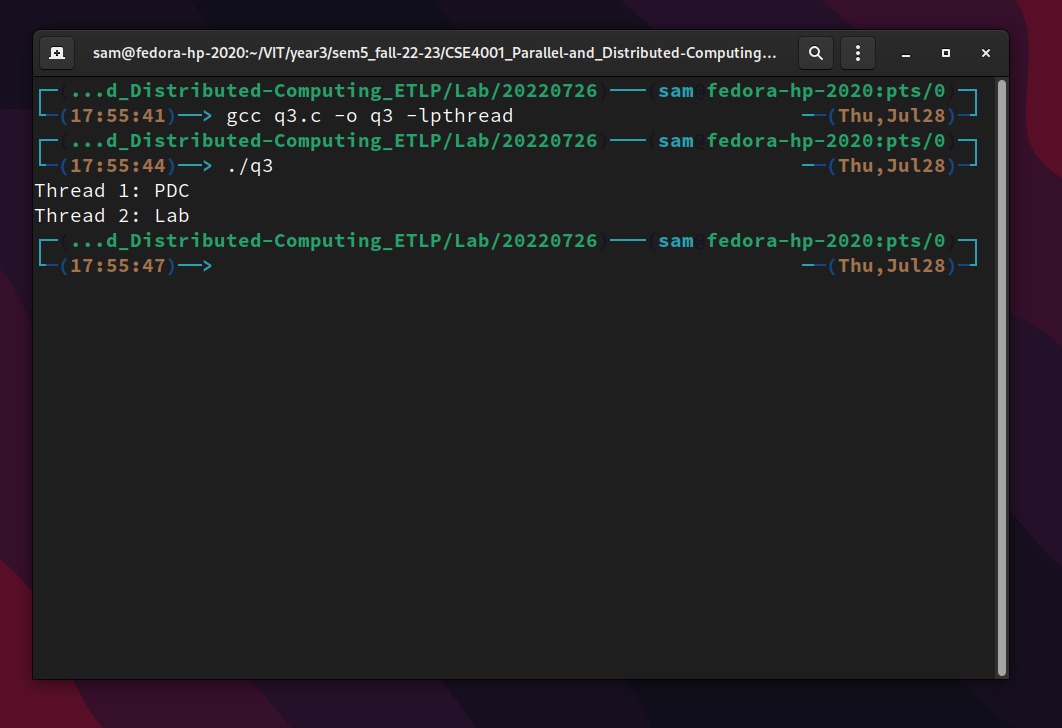 sam@fedora-hp-2020:~/VIT/year3/sem5_fall-22-23/CSE4001_Parallel-and_Distributed-Computing...
(...d_Distributed-Computing_ETLP/Lab/20220726)──(sam@fedora-hp-2020:pts/0)
(17:55:41)──> gcc q3.c -o q3 -lpthread ──(Thu,Jul28)
(...d_Distributed-Computing_ETLP/Lab/20220726)──(sam@fedora-hp-2020:pts/0)
(17:55:44)──> ./q3 ──(Thu,Jul28)
Thread 1: PDC
Thread 2: Lab
(...d_Distributed-Computing_ETLP/Lab/20220726)──(sam@fedora-hp-2020:pts/0)
(17:55:47)──> ──(Thu,Jul28)